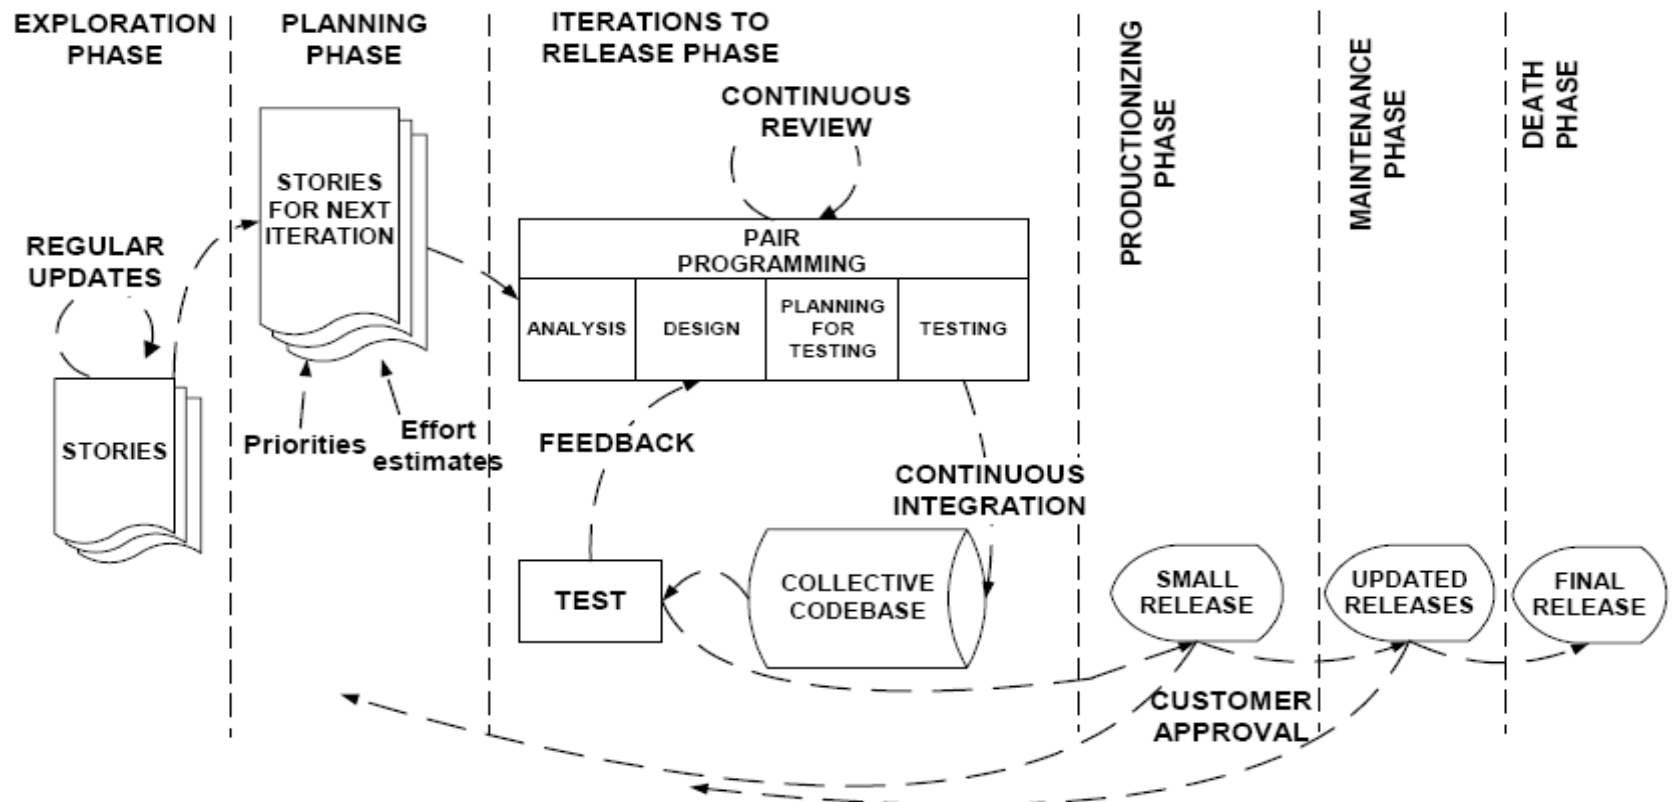 EXPLORATION
PHASE
PLANNING
PHASE
ITERATIONS TO
RELEASE PHASE
PRODUCTIONIZING
PHASE
MAINTENANCE
PHASE
DEATH
PHASE
REGULAR
UPDATES
STORIES
STORIES
FOR NEXT
ITERATION
Priorities
Effort
estimates
CONTINUOUS
REVIEW
PAIR
PROGRAMMING
ANALYSIS
DESIGN
PLANNING
FOR
TESTING
TESTING
FEEDBACK
CONTINUOUS
INTEGRATION
TEST
COLLECTIVE
CODEBASE
SMALL
RELEASE
UPDATED
RELEASES
FINAL
RELEASE
CUSTOMER
APPROVAL